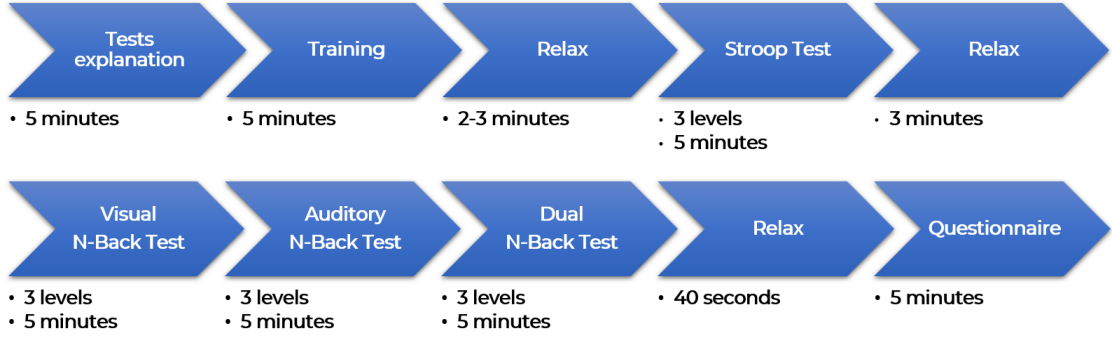 Tests
explanation
• 5 minutes
Training
• 5 minutes
Relax
• 2-3 minutes
Stroop Test
• 3 levels
• 5 minutes
Relax
• 3 minutes
Visual
N-Back Test
• 3 levels
• 5 minutes
Auditory
N-Back Test
• 3 levels
• 5 minutes
Dual
N-Back Test
• 3 levels
• 5 minutes
Relax
• 40 seconds
Questionnaire
• 5 minutes